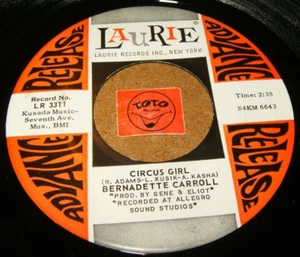 LAURIE
LAURIE RECORDS INC., NEW YORK
ADVANCE RELEASE
ADVANCE RELEASE
Record No.
LR 3311
Kusada Music-
Seventh Ave.
Mus., BMI
TOTO
Time: 2:35
S4KM 6643
CIRCUS GIRL
(R. ADAMS-L. KUSIK-A. KASHA)
BERNADETTE CARROLL
"PROD. BY GENE & ELIOT"
"RECORDED AT ALLEGRO
SOUND STUDIOS"